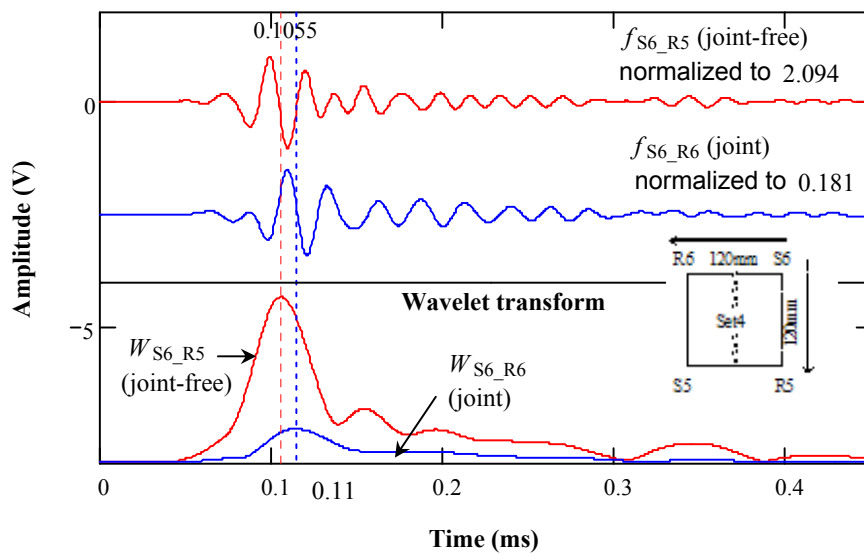 0.1055
f S6_R5 (joint-free)
normalized to 2.094
0
f S6_R6 (joint)
normalized to 0.181
Amplitude (V)
R6 120mm S6
Set4
120mm
S5 R5
Wavelet transform
−5
W S6_R5
(joint-free)
W S6_R6
(joint)
0 0.1 0.11 0.2 0.3 0.4
Time (ms)